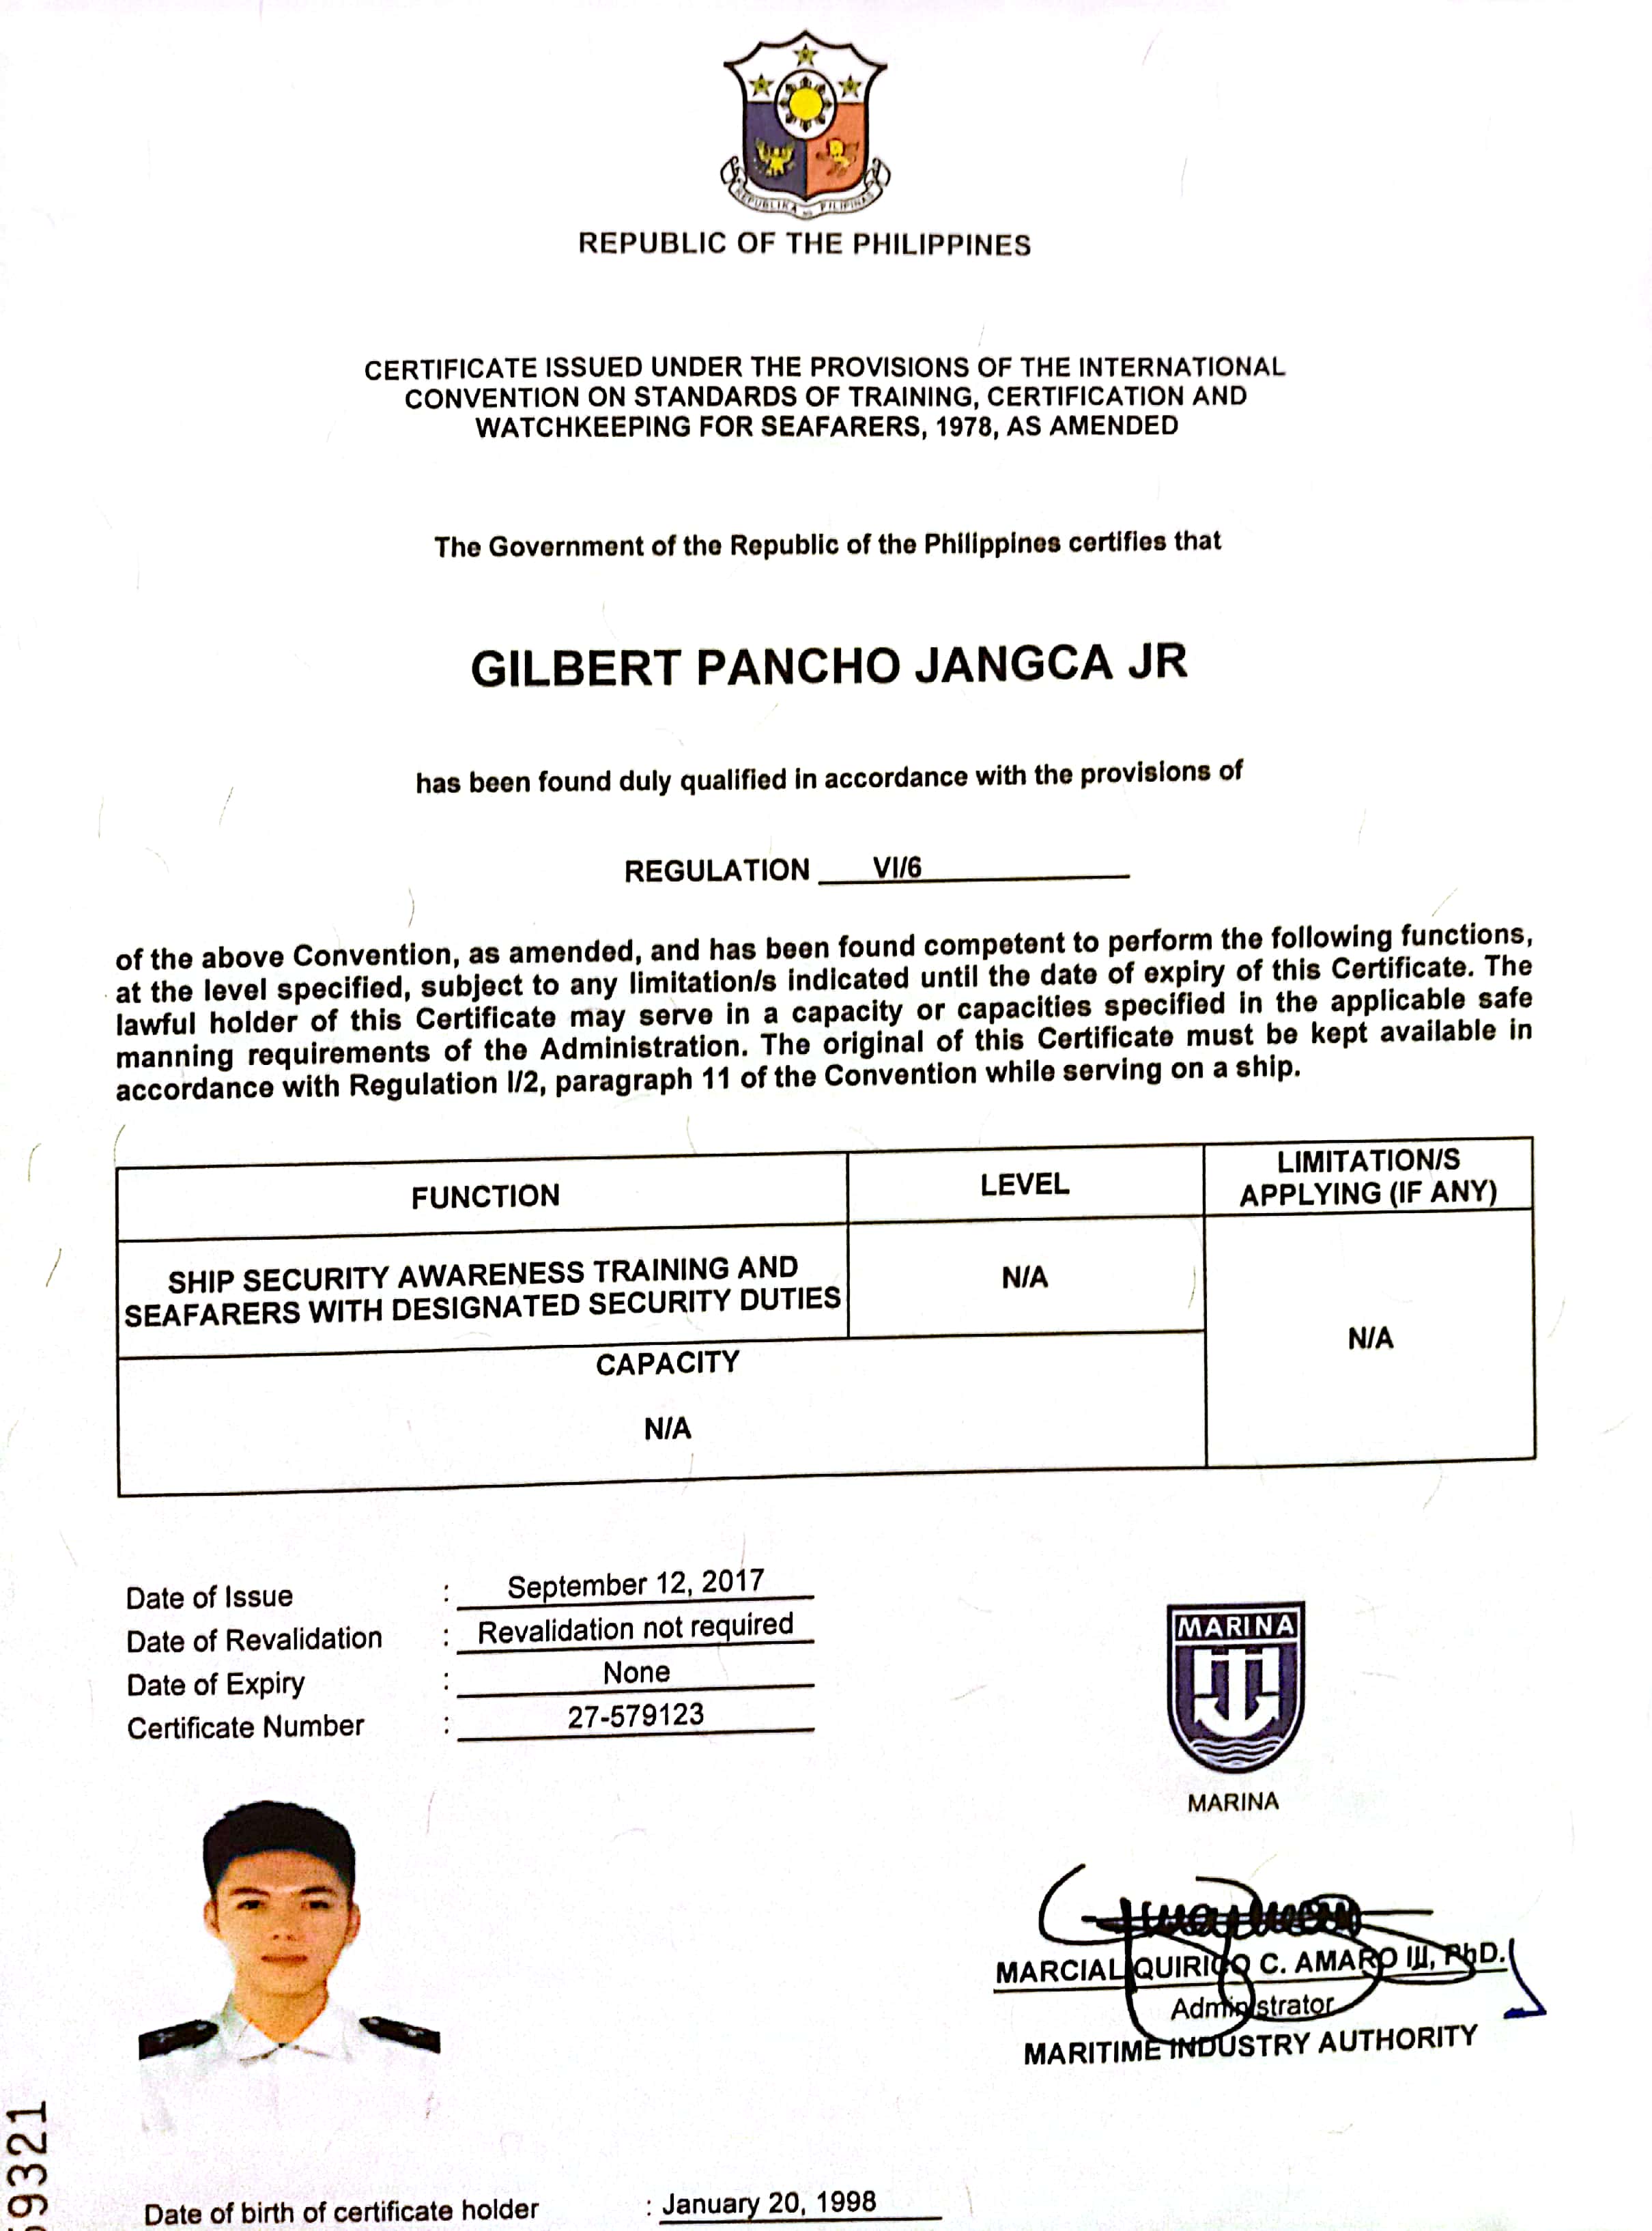 REPUBLIKA NG PILIPINAS
REPUBLIC OF THE PHILIPPINES
CERTIFICATE ISSUED UNDER THE PROVISIONS OF THE INTERNATIONAL
CONVENTION ON STANDARDS OF TRAINING, CERTIFICATION AND
WATCHKEEPING FOR SEAFARERS, 1978, AS AMENDED
The Government of the Republic of the Philippines certifies that
GILBERT PANCHO JANGCA JR
has been found duly qualified in accordance with the provisions of
REGULATION VI/6
of the above Convention, as amended, and has been found competent to perform the following functions,
at the level specified, subject to any limitation/s indicated until the date of expiry of this Certificate. The
lawful holder of this Certificate may serve in a capacity or capacities specified in the applicable safe
manning requirements of the Administration. The original of this Certificate must be kept available in
accordance with Regulation I/2, paragraph 11 of the Convention while serving on a ship.
FUNCTION LEVEL LIMITATION/S
APPLYING (IF ANY)
SHIP SECURITY AWARENESS TRAINING AND
SEAFARERS WITH DESIGNATED SECURITY DUTIES
N/A
N/A
CAPACITY
N/A
Date of Issue : September 12, 2017
Date of Revalidation : Revalidation not required
Date of Expiry : None
Certificate Number : 27-579123
MARINA
MARINA
MARCIAL QUIRICO C. AMARO III, PhD.
Administrator
MARITIME INDUSTRY AUTHORITY
9321
Date of birth of certificate holder : January 20, 1998